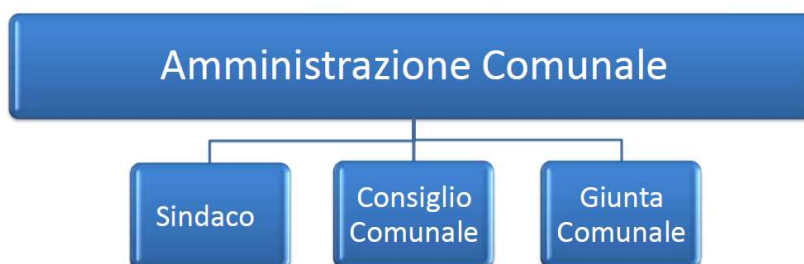 Amministrazione Comunale
Sindaco
Consiglio
Comunale
Giunta
Comunale